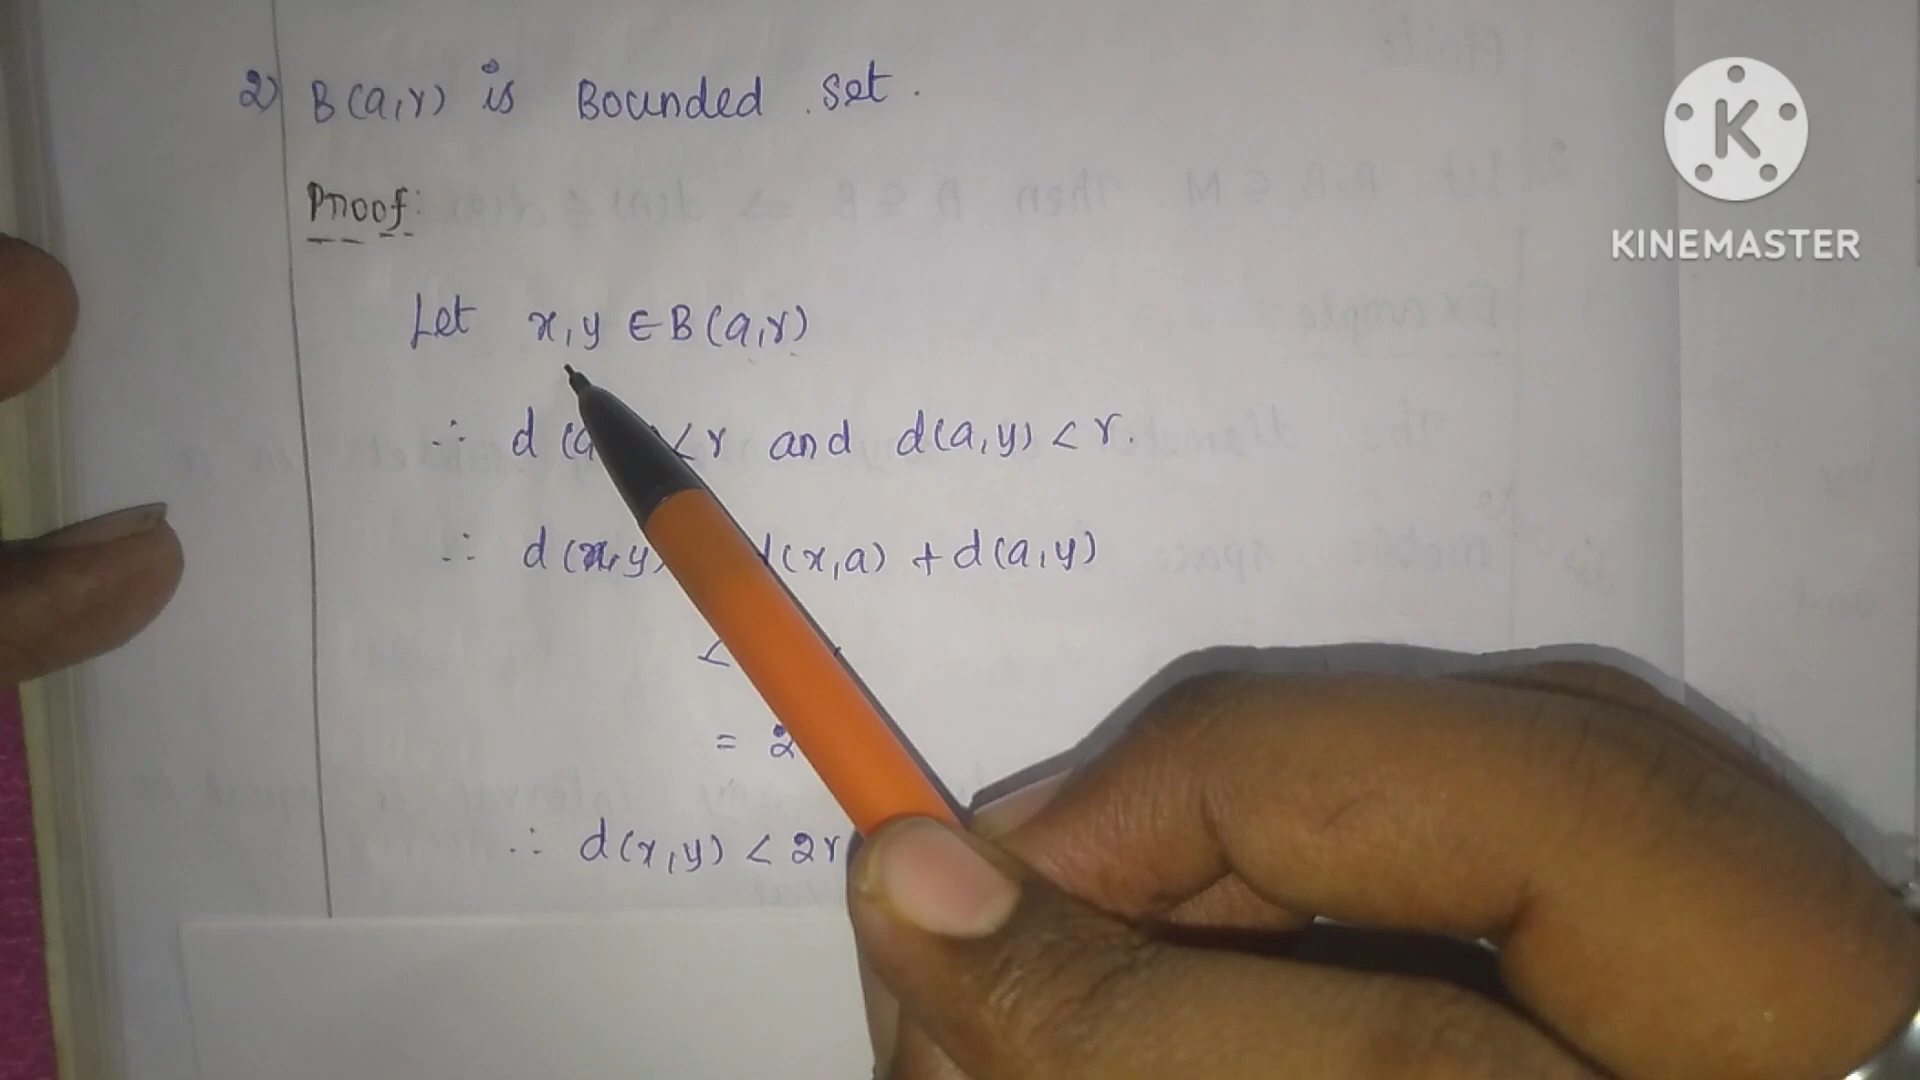 2) B(a,r) is Bounded set.
Proof:
Let x,y ∈ B(a,r)
∴ d(a < r and d(a,y) < r.
∴ d(x,y) d(x,a) + d(a,y)
<
= 2
∴ d(x,y) < 2r
K
KINEMASTER